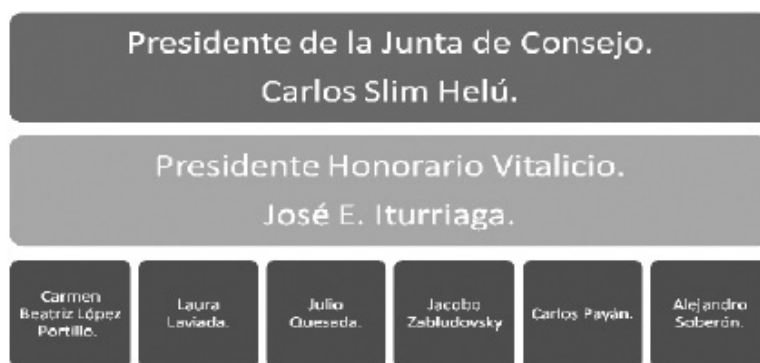 Presidente de la Junta de Consejo.
Carlos Slim Helú.
Presidente Honorario Vitalicio.
José E. Iturriaga.
Carmen
Beatriz López
Portillo.
Laura
Laviada.
Julio
Quesada.
Jacobo
Zabludovsky
Carlos Payán.
Alejandro
Soberón.